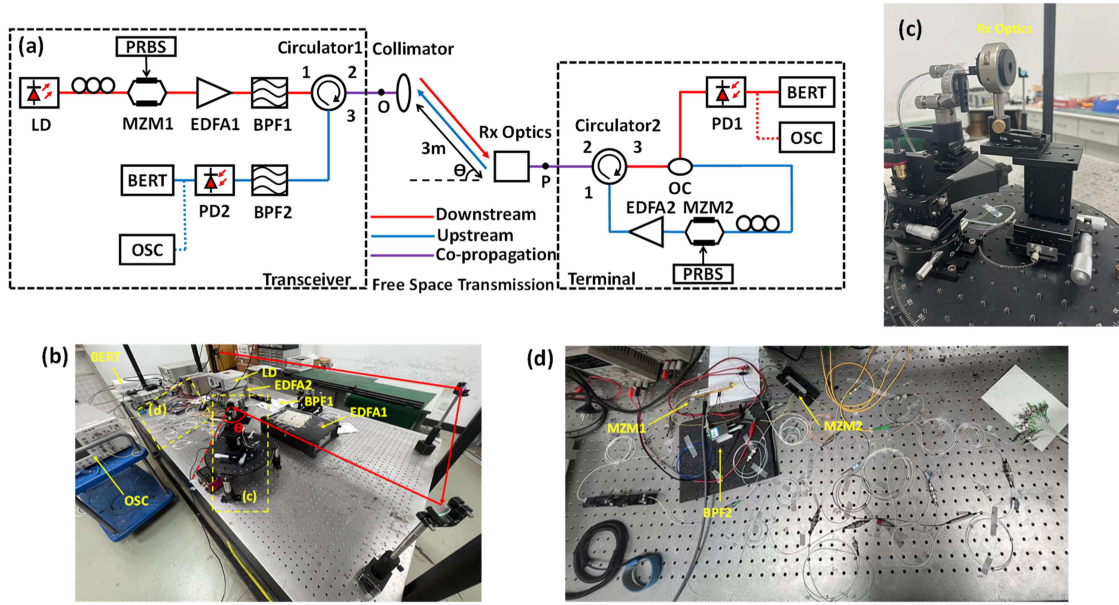 (a)
PRBS
Circulator1
Collimator
1
2
3
LD
MZM1
EDFA1
BPF1
O
3m
Θ
Rx Optics
P
BERT
PD2
BPF2
OSC
Downstream
Upstream
Co-propagation
Transceiver
Free Space Transmission
Terminal
Circulator2
2
3
1
PD1
BERT
OSC
OC
EDFA2
MZM2
PRBS
(c)
Rx Optics
(b)
BERT
LD
EDFA2
BPF1
EDFA1
(d)
Θ
(c)
OSC
(d)
MZM1
MZM2
BPF2